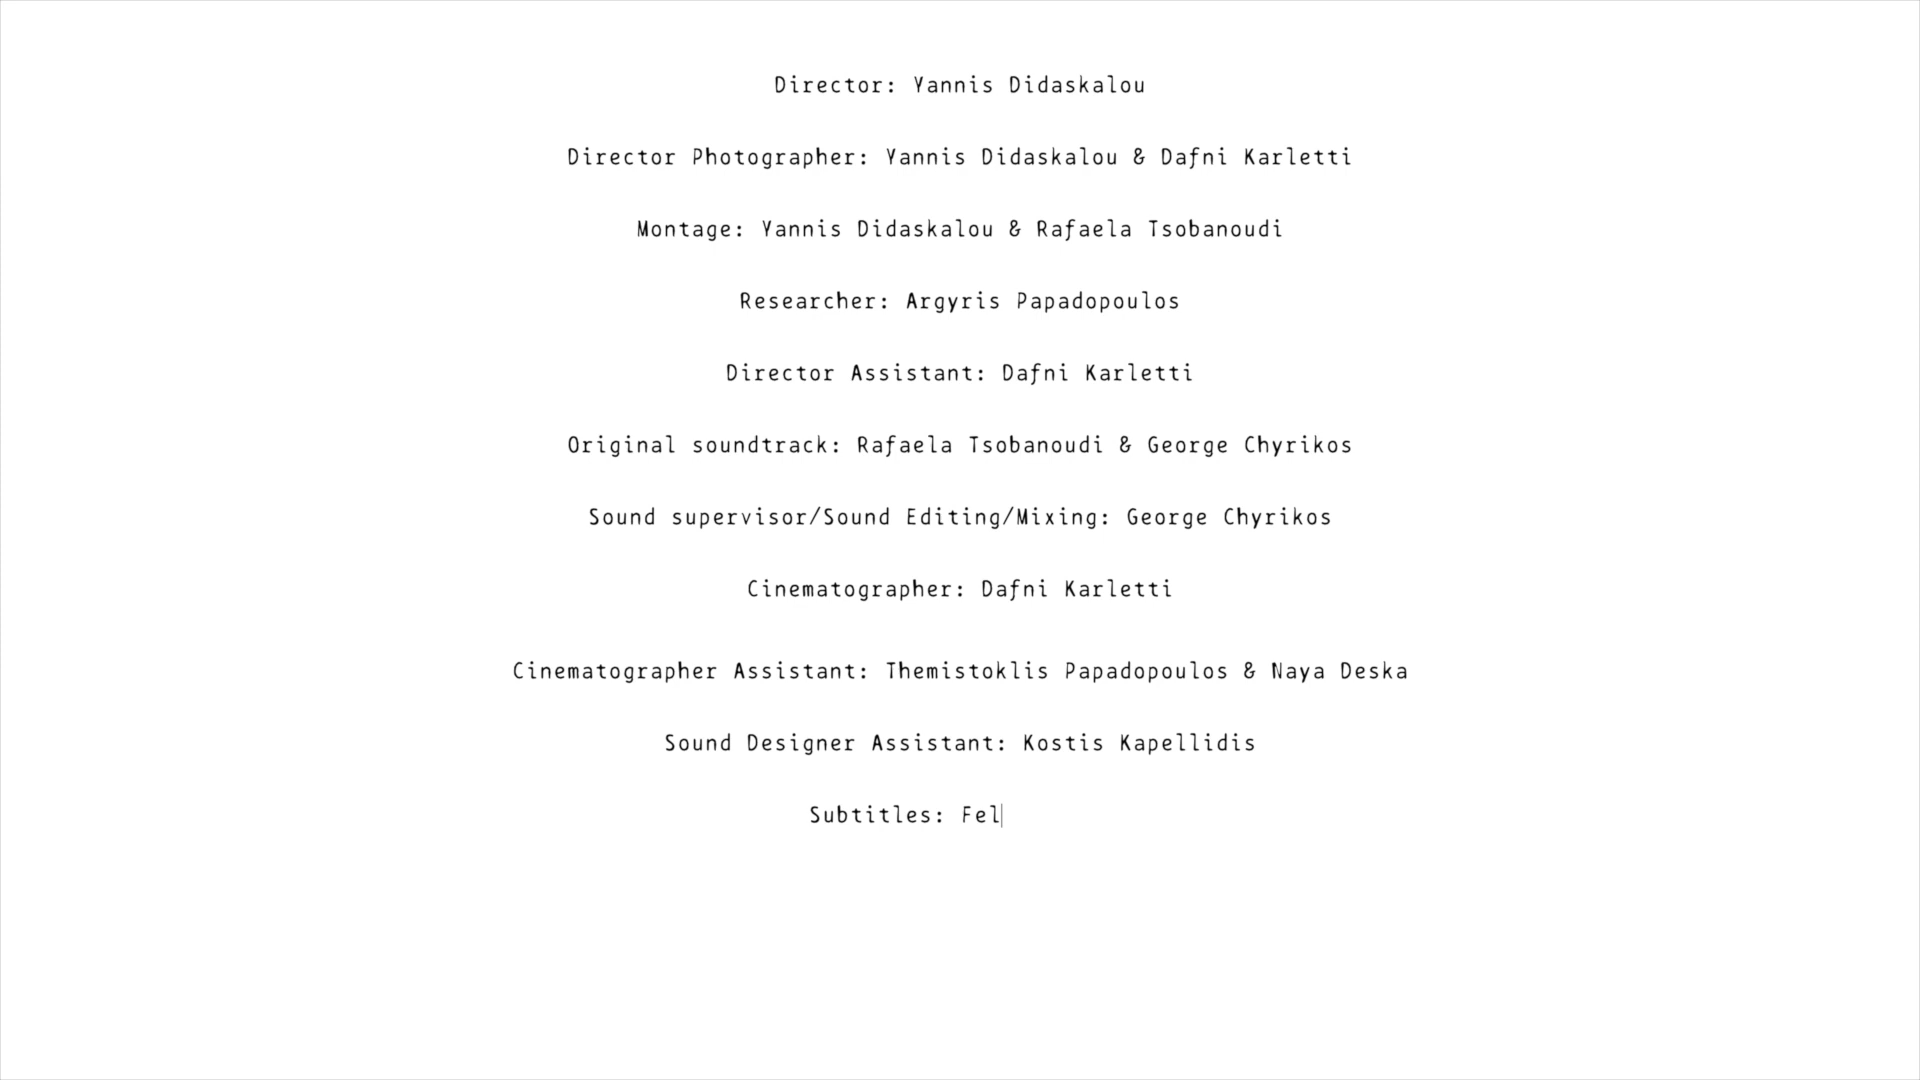 Director: Yannis Didaskalou
Director Photographer: Yannis Didaskalou & Dafni Karletti
Montage: Yannis Didaskalou & Rafaela Tsobanoudi
Researcher: Argyris Papadopoulos
Director Assistant: Dafni Karletti
Original soundtrack: Rafaela Tsobanoudi & George Chyrikos
Sound supervisor/Sound Editing/Mixing: George Chyrikos
Cinematographer: Dafni Karletti
Cinematographer Assistant: Themistoklis Papadopoulos & Naya Deska
Sound Designer Assistant: Kostis Kapellidis
Subtitles: Fel